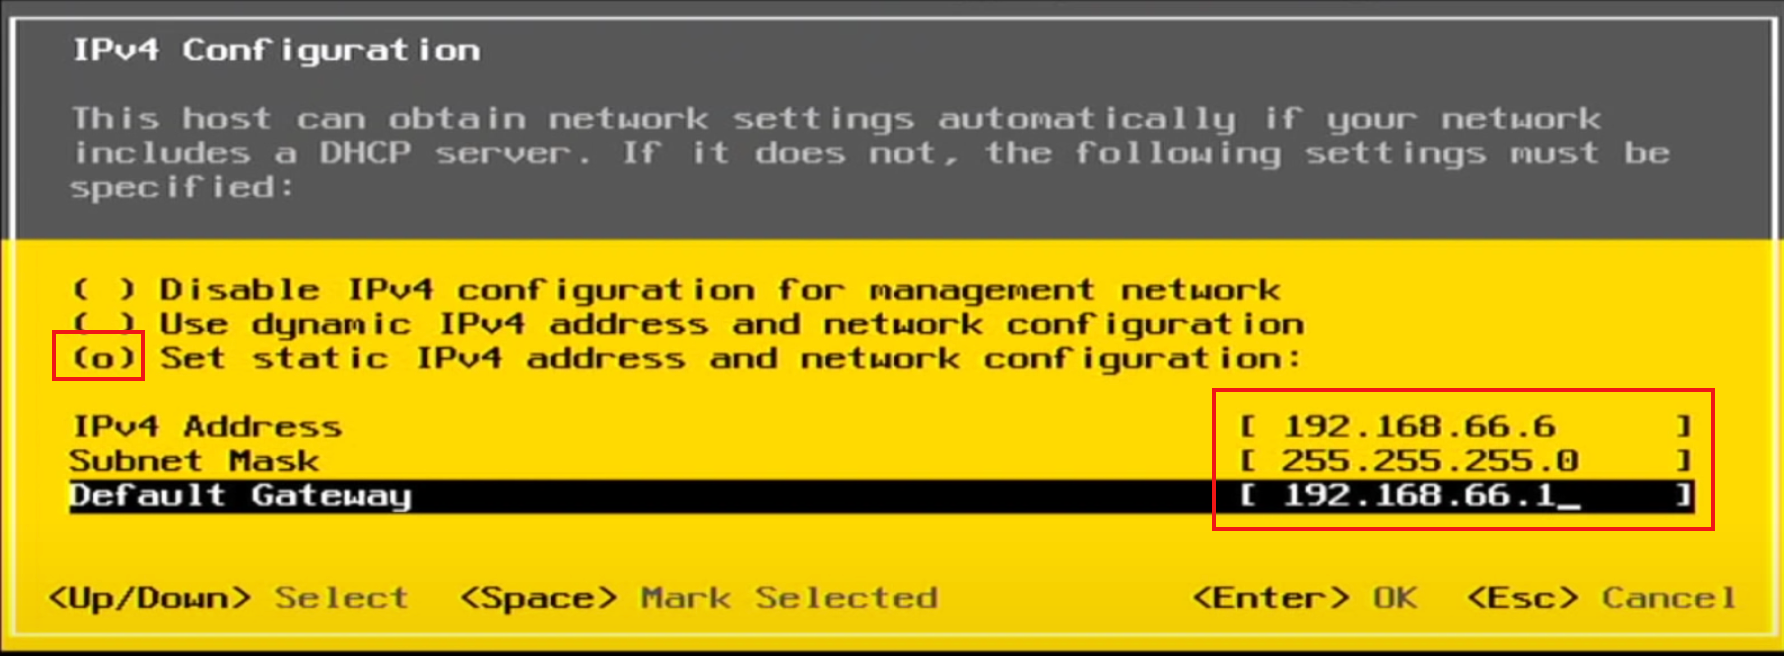 IPv4 Configuration
This host can obtain network settings automatically if your network
includes a DHCP server. If it does not, the following settings must be
specified:
( ) Disable IPv4 configuration for management network
( ) Use dynamic IPv4 address and network configuration
(o) Set static IPv4 address and network configuration:
IPv4 Address [ 192.168.66.6 ]
Subnet Mask [ 255.255.255.0 ]
Default Gateway [ 192.168.66.1_ ]
<Up/Down> Select <Space> Mark Selected <Enter> OK <Esc> Cancel